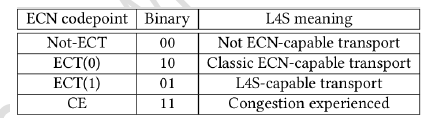 ECN codepoint Binary L4S meaning
Not-ECT 00 Not ECN-capable transport
ECT(0) 10 Classic ECN-capable transport
ECT(1) 01 L4S-capable transport
CE 11 Congestion experienced